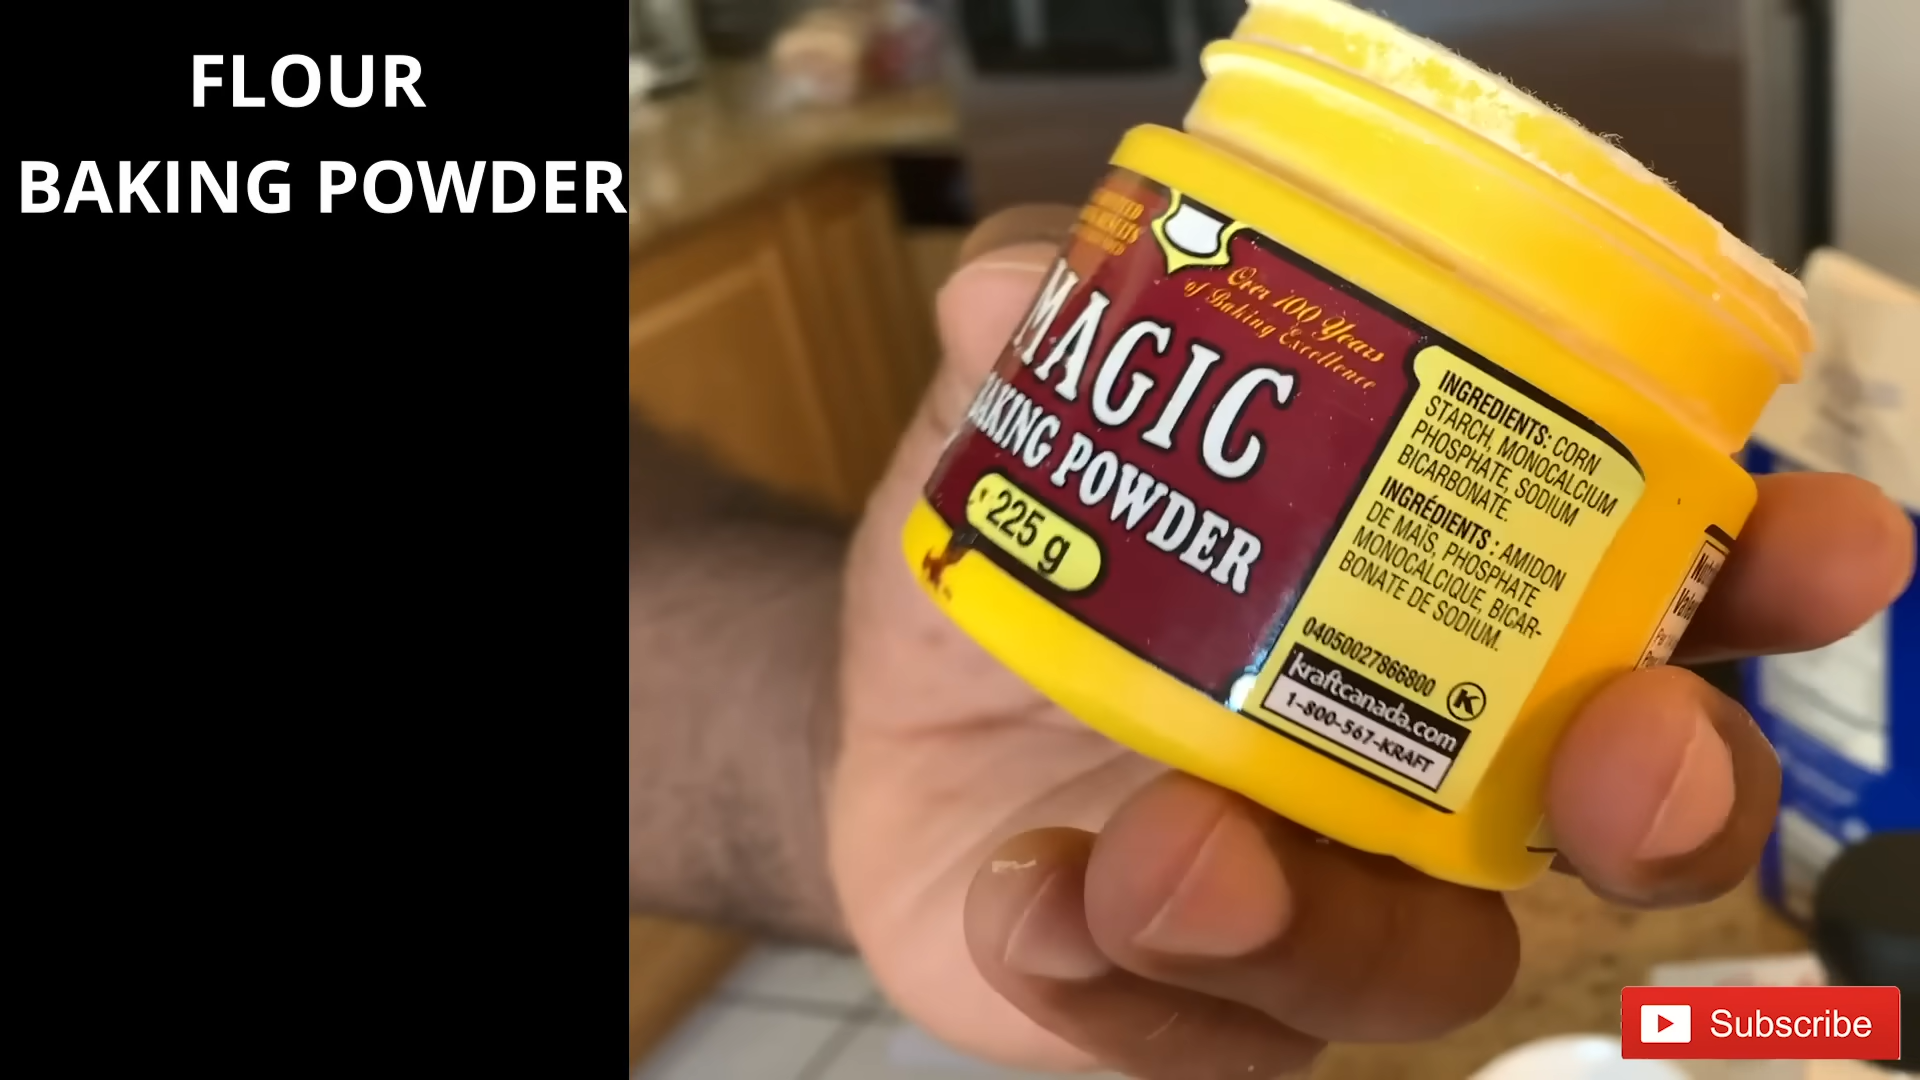 FLOUR
BAKING POWDER
Over 100 Years
of Baking Excellence
MAGIC
BAKING POWDER
225 g
INGREDIENTS: CORN
STARCH, MONOCALCIUM
PHOSPHATE, SODIUM
BICARBONATE.
INGRÉDIENTS : AMIDON
DE MAÏS, PHOSPHATE
MONOCALCIQUE, BICAR-
BONATE DE SODIUM.
04050027866800
K
kraftcanada.com
1-800-567-KRAFT
Subscribe